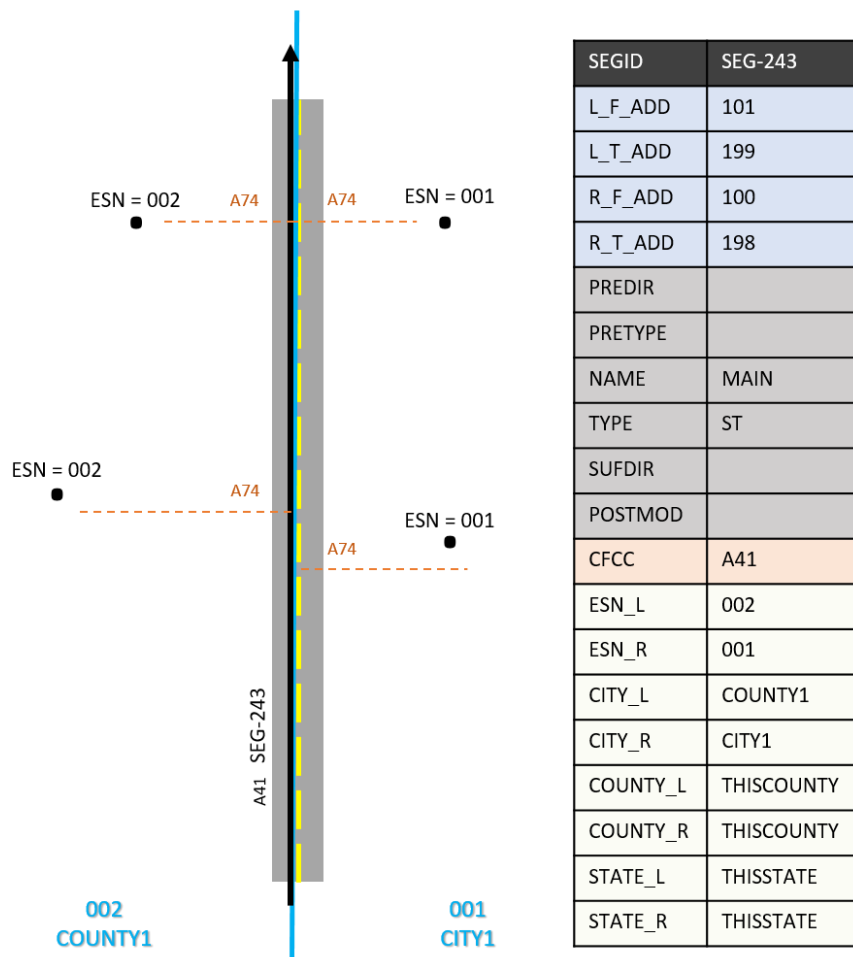 ESN = 002
A74
A74
ESN = 001
ESN = 002
A74
ESN = 001
A74
A41 SEG-243
002
COUNTY1
001
CITY1
SEGID SEG-243
L_F_ADD 101
L_T_ADD 199
R_F_ADD 100
R_T_ADD 198
PREDIR
PRETYPE
NAME MAIN
TYPE ST
SUFDIR
POSTMOD
CFCC A41
ESN_L 002
ESN_R 001
CITY_L COUNTY1
CITY_R CITY1
COUNTY_L THISCOUNTY
COUNTY_R THISCOUNTY
STATE_L THISSTATE
STATE_R THISSTATE